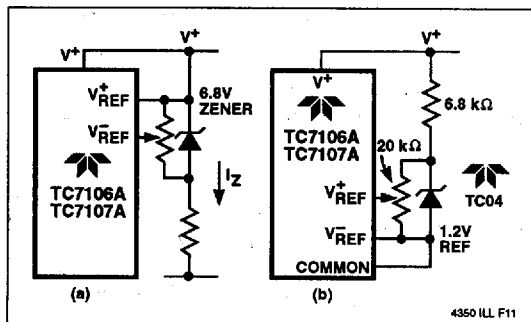 V+
V+
V+REF
V−REF
6.8V
ZENER
TC7106A
TC7107A
IZ
(a)
V+
V+
6.8 kΩ
TC7106A
TC7107A
20 kΩ
TC04
V+REF
V−REF
1.2V
REF
COMMON
(b)
4350 ILL F11